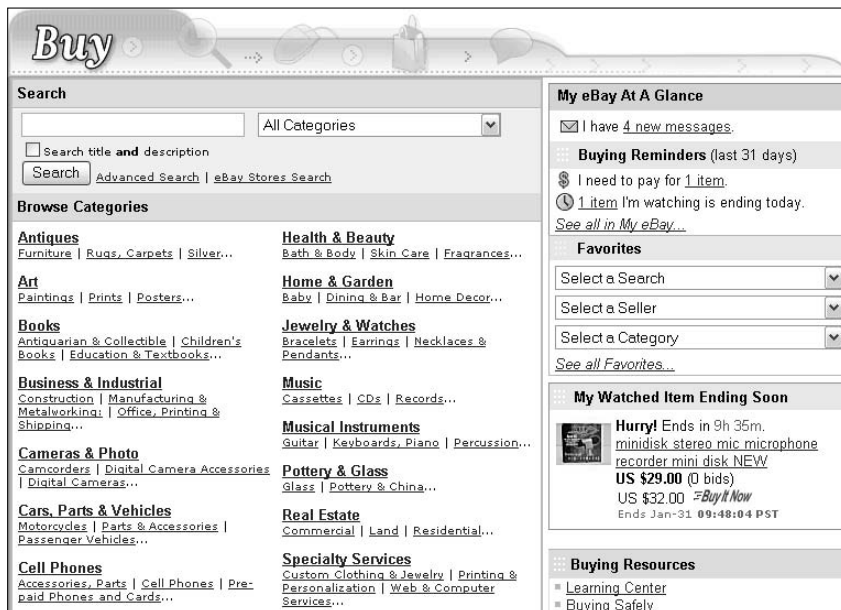 Buy
Search
All Categories
Search title and description
Search Advanced Search | eBay Stores Search
Browse Categories
Antiques
Furniture | Rugs, Carpets | Silver...
Art
Paintings | Prints | Posters...
Books
Antiquarian & Collectible | Children's
Books | Education & Textbooks...
Business & Industrial
Construction | Manufacturing &
Metalworking: | Office, Printing &
Shipping...
Cameras & Photo
Camcorders | Digital Camera Accessories
| Digital Cameras...
Cars, Parts & Vehicles
Motorcycles | Parts & Accessories |
Passenger Vehicles...
Cell Phones
Accessories, Parts | Cell Phones | Pre-
paid Phones and Cards...
Health & Beauty
Bath & Body | Skin Care | Fragrances...
Home & Garden
Baby | Dining & Bar | Home Decor...
Jewelry & Watches
Bracelets | Earrings | Necklaces &
Pendants...
Music
Cassettes | CDs | Records...
Musical Instruments
Guitar | Keyboards, Piano | Percussion...
Pottery & Glass
Glass | Pottery & China...
Real Estate
Commercial | Land | Residential...
Specialty Services
Custom Clothing & Jewelry | Printing &
Personalization | Web & Computer
Services...
My eBay At A Glance
I have 4 new messages.
Buying Reminders (last 31 days)
I need to pay for 1 item.
1 item I'm watching is ending today.
See all in My eBay...
Favorites
Select a Search
Select a Seller
Select a Category
See all Favorites...
My Watched Item Ending Soon
Hurry! Ends in 9h 35m.
minidisk stereo mic microphone
recorder mini disk NEW
US $29.00 (0 bids)
US $32.00 Buy It Now
Ends Jan-31 09:48:04 PST
Buying Resources
Learning Center
Buying Safely